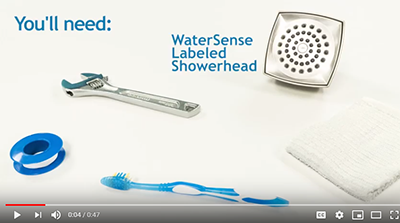 You'll need:
WaterSense
Labeled
Showerhead
0:04 / 0:47